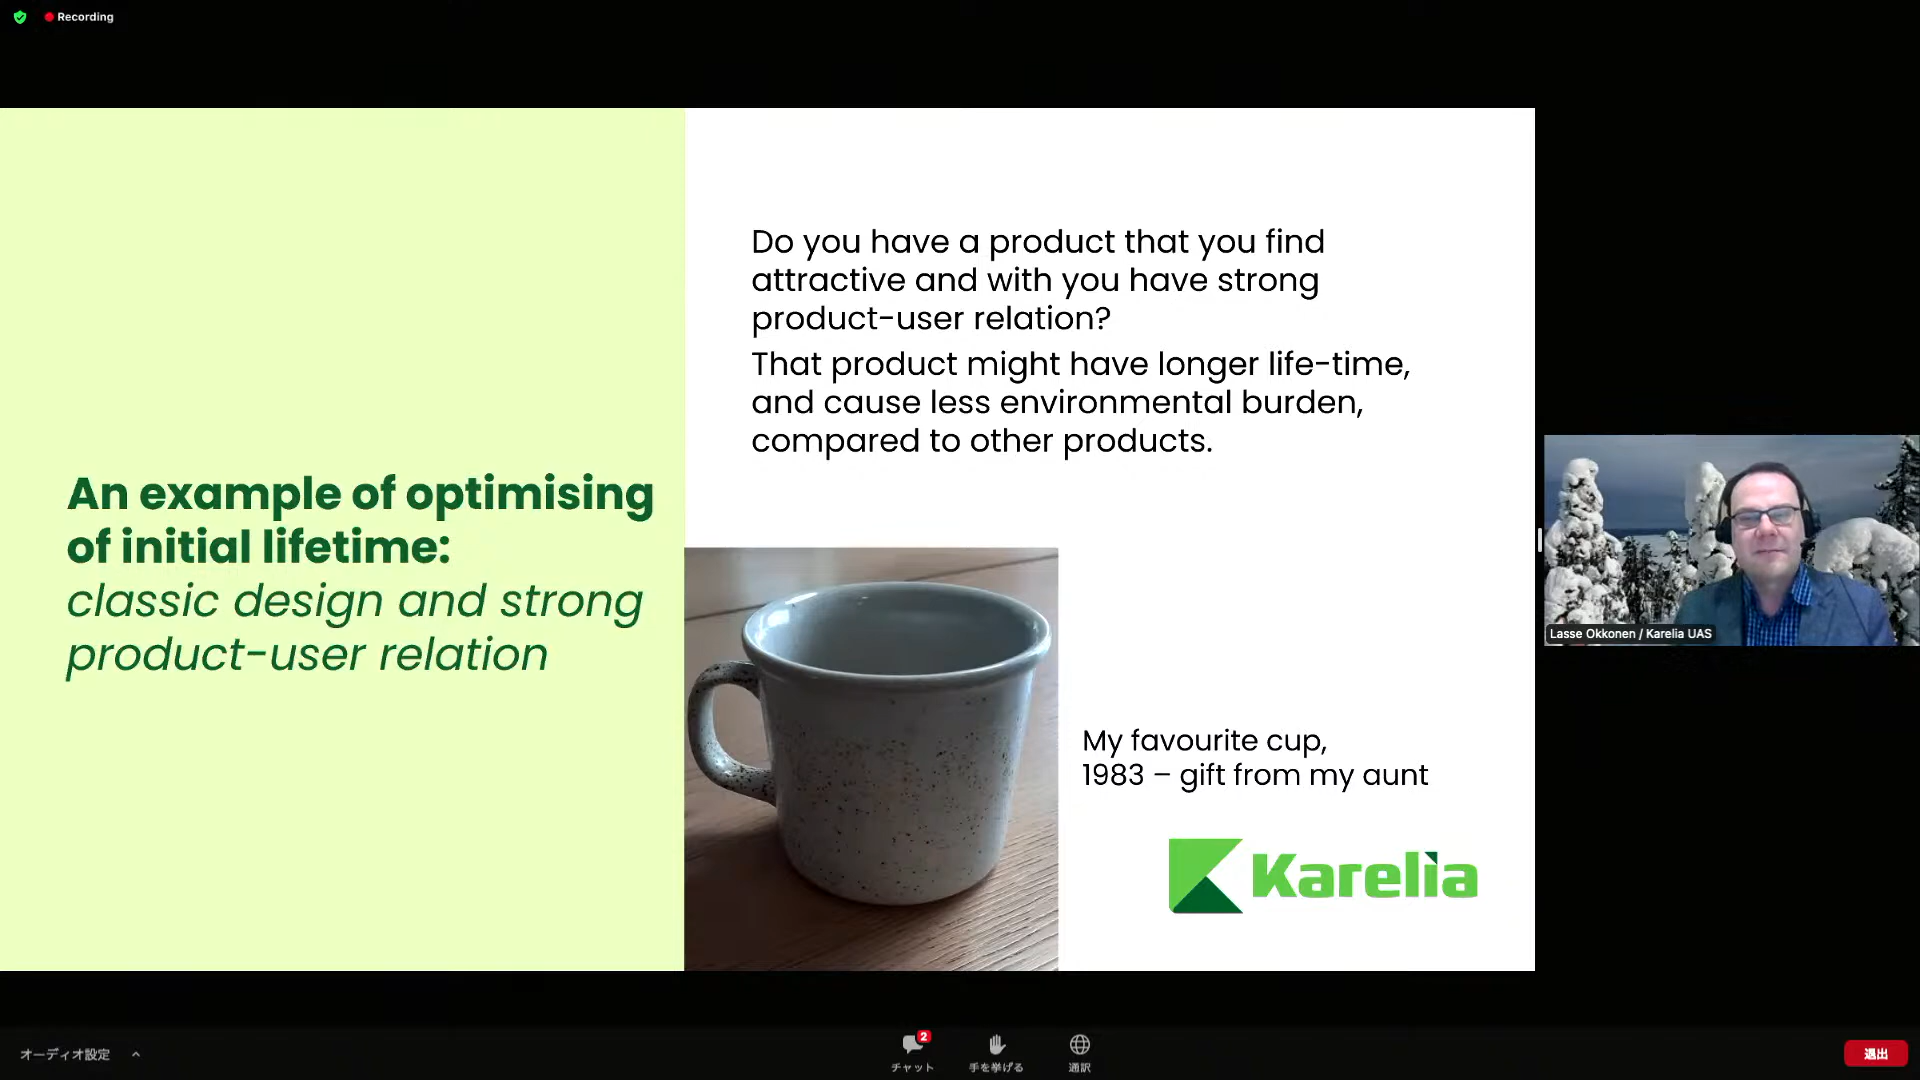 Recording
An example of optimising
of initial lifetime:
classic design and strong
product-user relation
Do you have a product that you find
attractive and with you have strong
product-user relation?
That product might have longer life-time,
and cause less environmental burden,
compared to other products.
My favourite cup,
1983 – gift from my aunt
Karelia
Lasse Okkonen / Karelia UAS
オーディオ設定
2
チャット
手を挙げる
通訳
退出